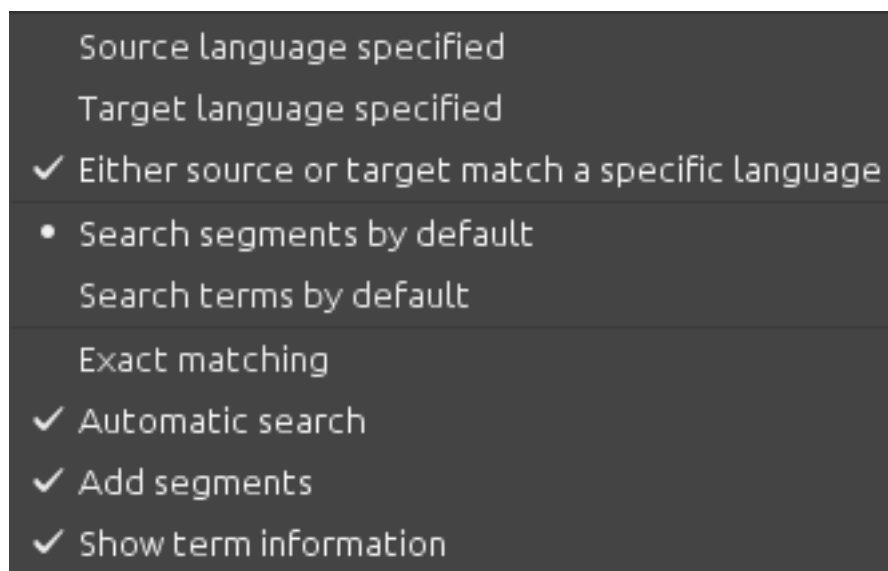 Source language specified
Target language specified
Either source or target match a specific language
Search segments by default
Search terms by default
Exact matching
Automatic search
Add segments
Show term information